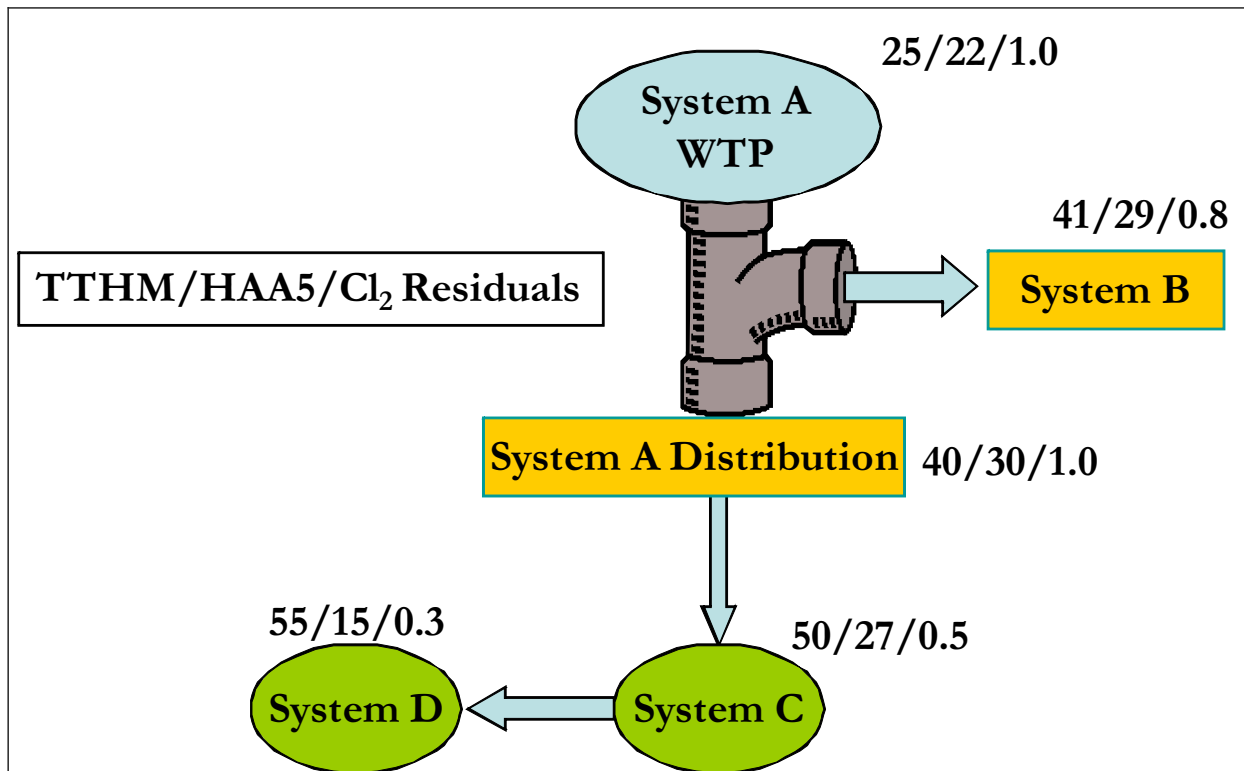 25/22/1.0
System A
WTP
41/29/0.8
TTHM/HAA5/Cl₂ Residuals
System B
System A Distribution
40/30/1.0
55/15/0.3
50/27/0.5
System D
System C